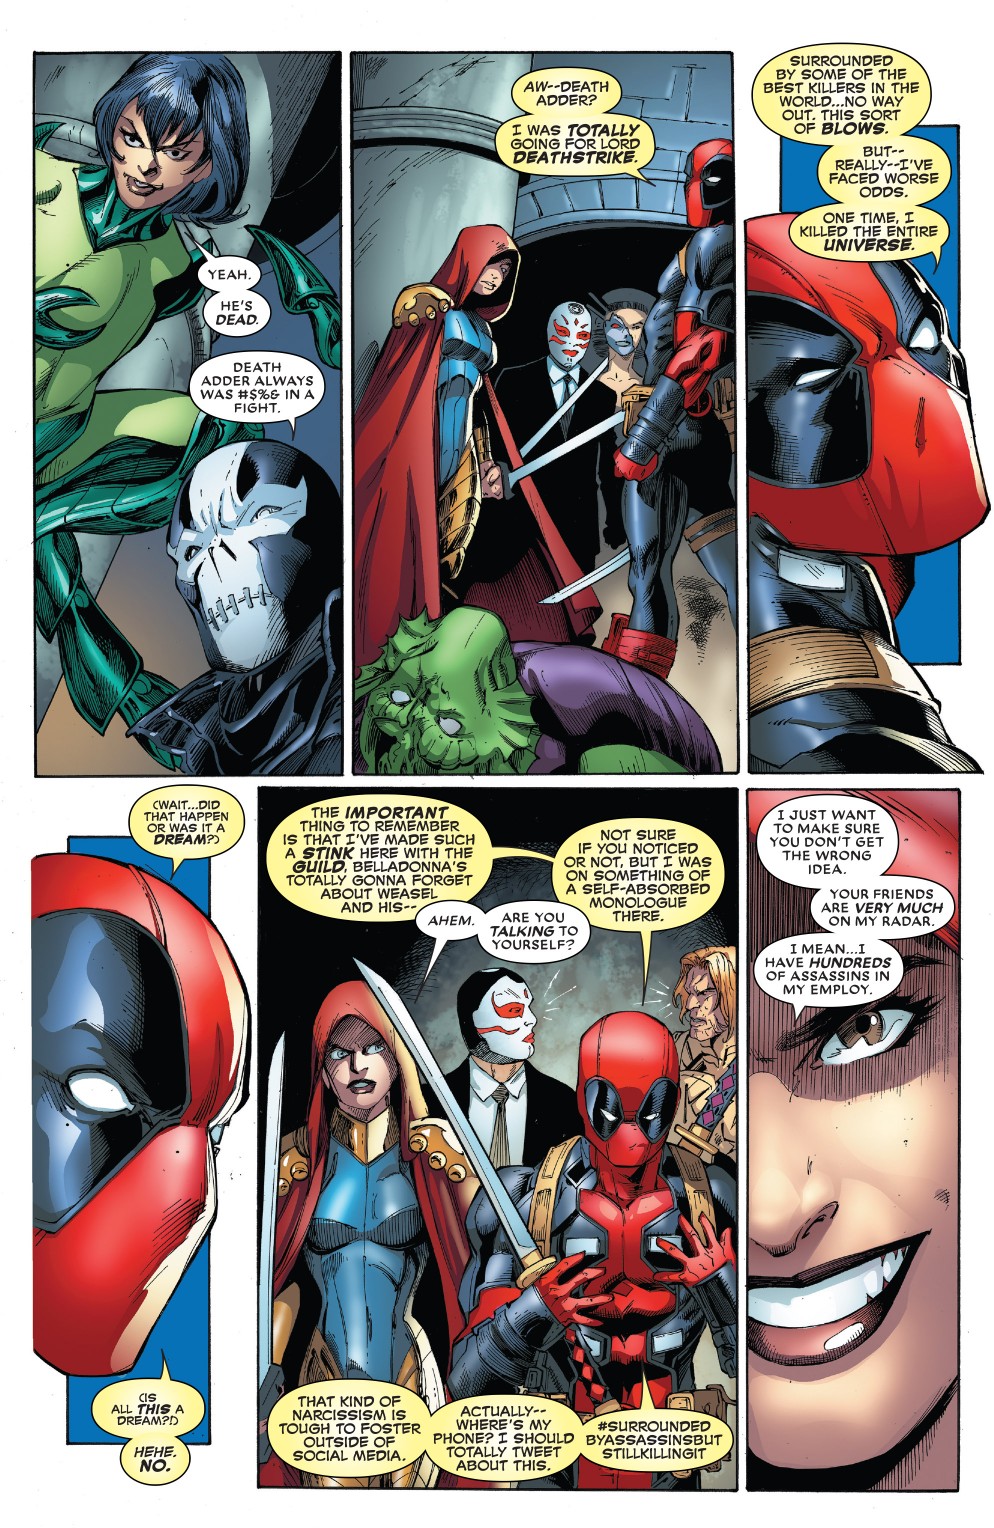 YEAH.
HE'S
DEAD.
DEATH
ADDER ALWAYS
WAS #$%& IN A
FIGHT.
AW--DEATH
ADDER?
I WAS TOTALLY
GOING FOR LORD
DEATHSTRIKE.
SURROUNDED
BY SOME OF THE
BEST KILLERS IN THE
WORLD...NO WAY
OUT. THIS SORT
OF BLOWS.
BUT--
REALLY--I'VE
FACED WORSE
ODDS.
ONE TIME, I
KILLED THE ENTIRE
UNIVERSE.
(WAIT...DID
THAT HAPPEN
OR WAS IT A
DREAM?)
(IS
ALL THIS A
DREAM?!)
HEHE.
NO.
THE IMPORTANT
THING TO REMEMBER
IS THAT I'VE MADE SUCH
A STINK HERE WITH THE
GUILD, BELLADONNA'S
TOTALLY GONNA FORGET
ABOUT WEASEL
AND HIS--
AHEM.
ARE YOU
TALKING TO
YOURSELF?
NOT SURE
IF YOU NOTICED
OR NOT, BUT I WAS
ON SOMETHING OF
A SELF-ABSORBED
MONOLOGUE
THERE.
THAT KIND OF
NARCISSISM IS
TOUGH TO FOSTER
OUTSIDE OF
SOCIAL MEDIA.
ACTUALLY--
WHERE'S MY
PHONE? I SHOULD
TOTALLY TWEET
ABOUT THIS.
#SURROUNDED
BYASSASSINSBUT
STILLKILLINGIT
I JUST WANT
TO MAKE SURE
YOU DON'T GET
THE WRONG
IDEA.
YOUR FRIENDS
ARE VERY MUCH
ON MY RADAR.
I MEAN...I
HAVE HUNDREDS
OF ASSASSINS IN
MY EMPLOY.